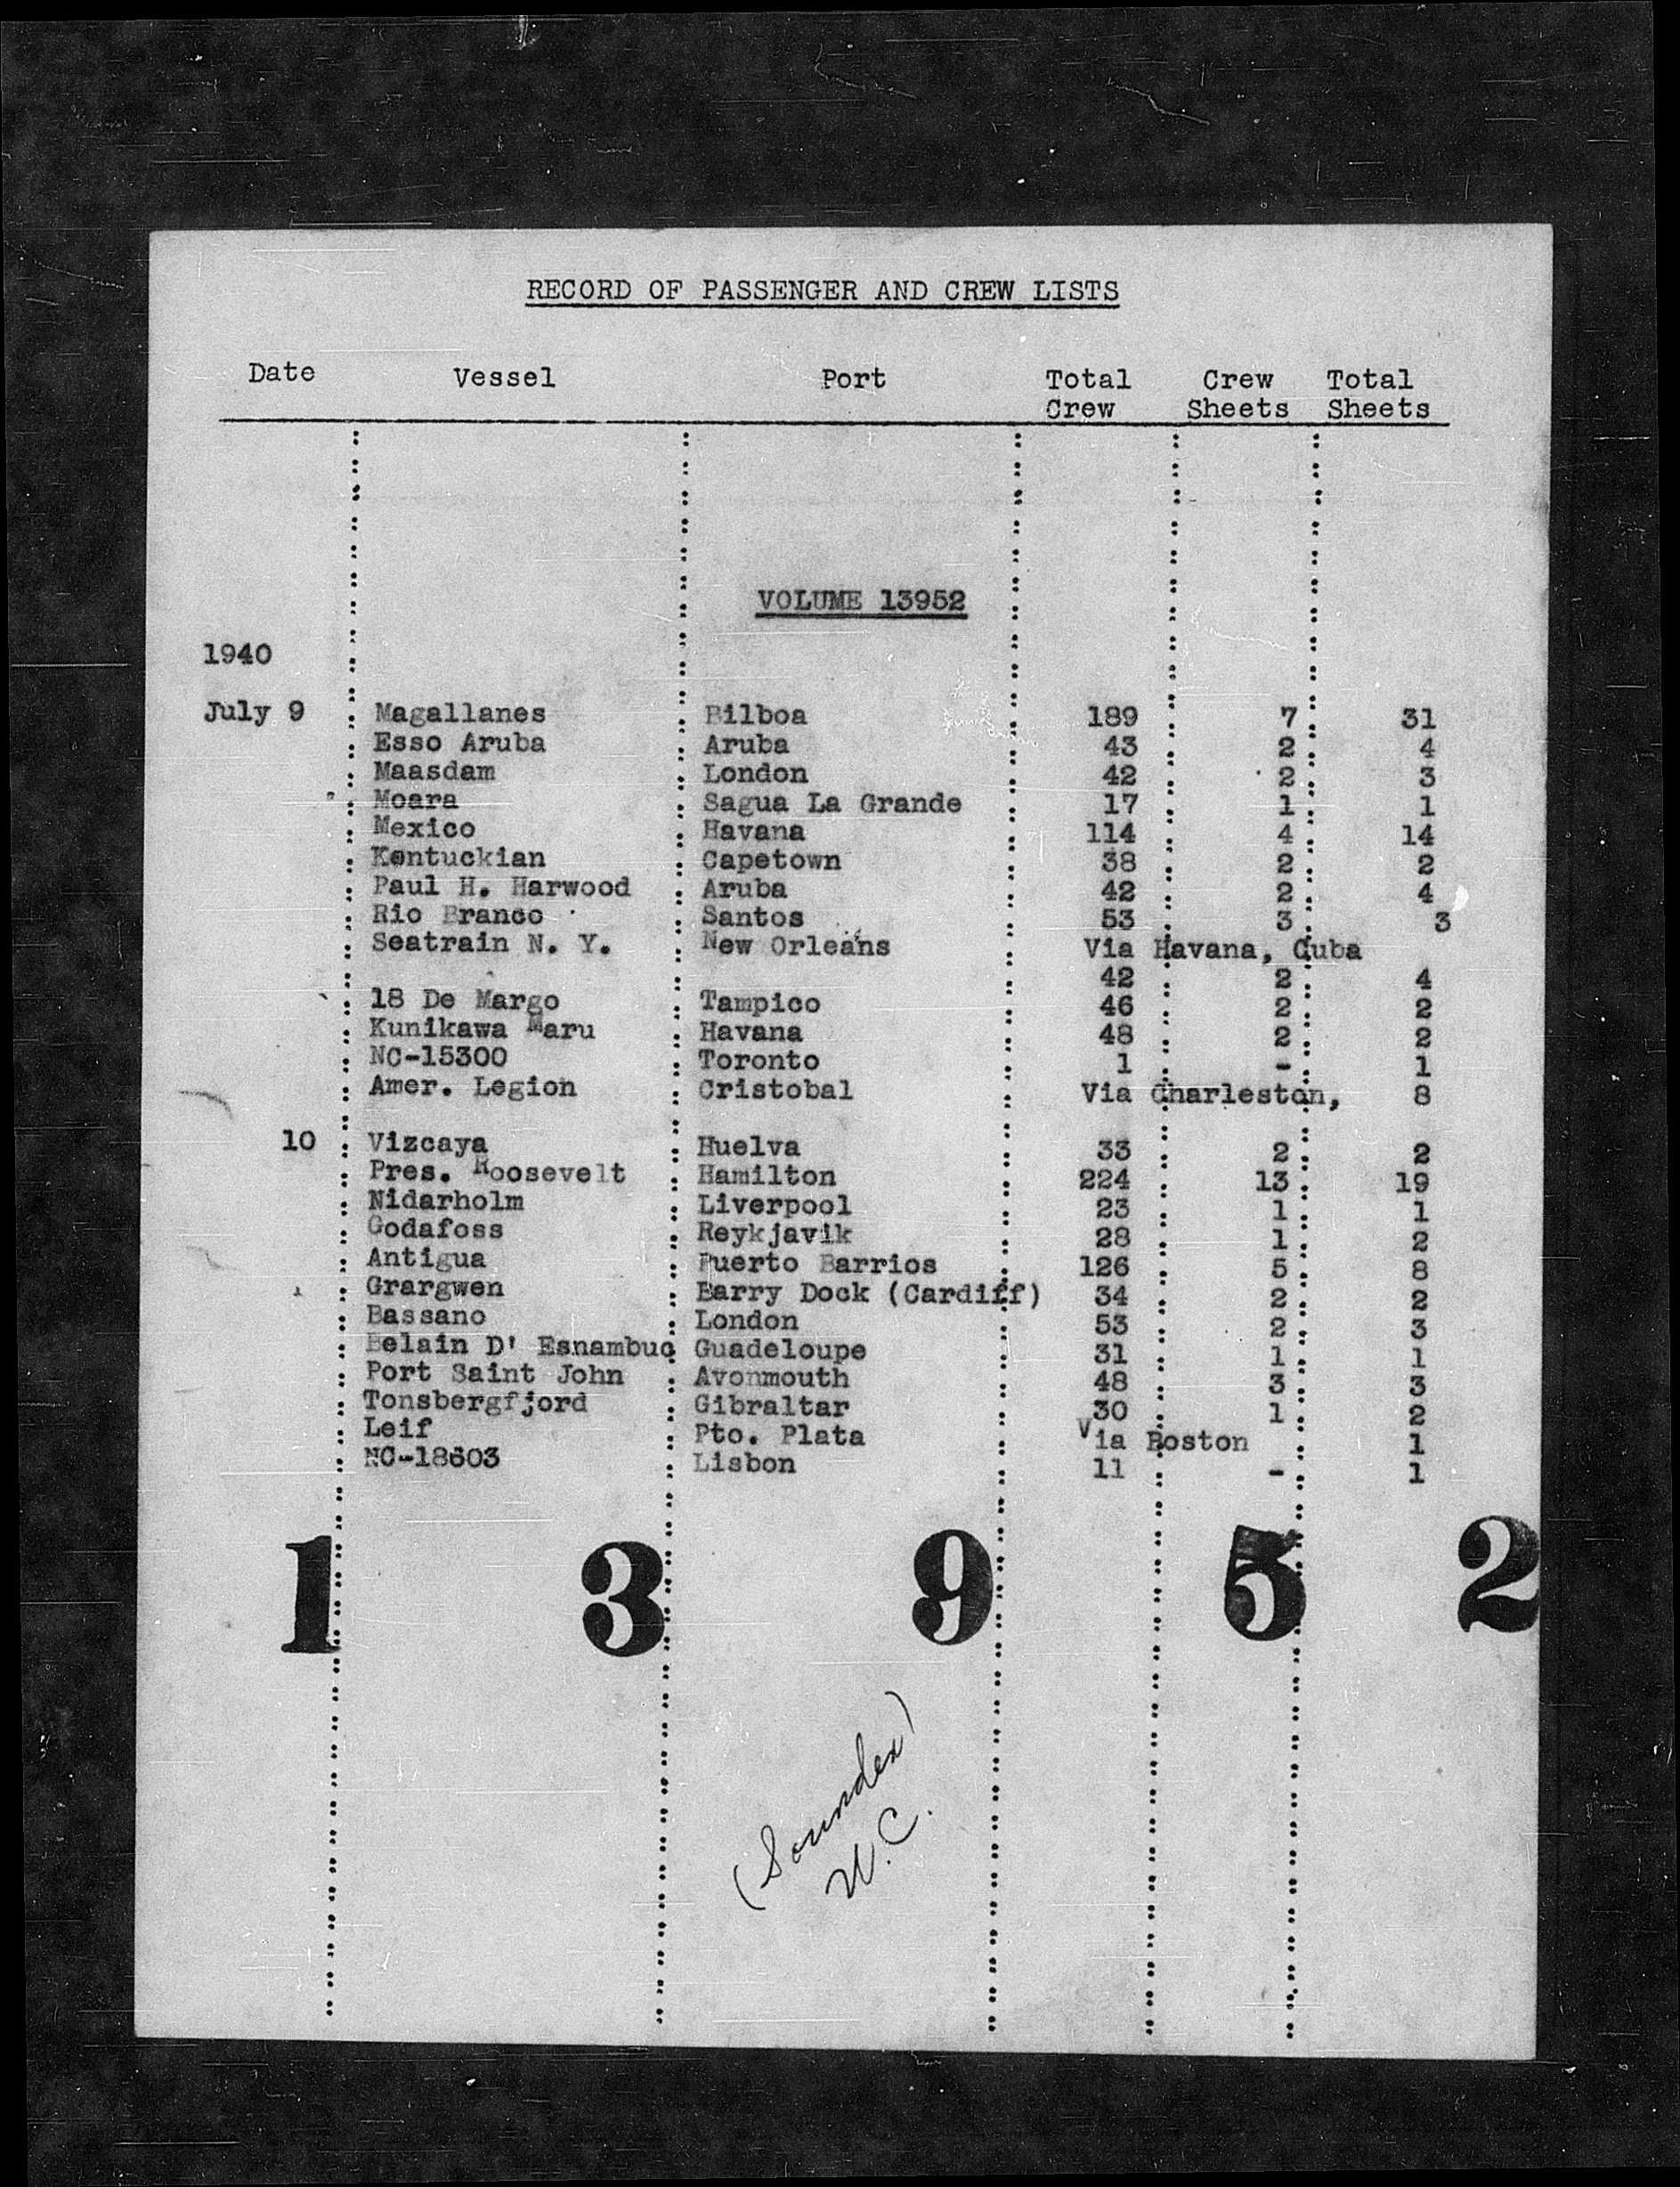 RECORD OF PASSENGER AND CREW LISTS
Date Vessel Port Total Crew Crew Sheets Total Sheets
VOLUME 13952
1940
July 9 Magallanes Bilboa 189 7 31
Esso Aruba Aruba 43 2 4
Maasdam London 42 2 3
Moara Sagua La Grande 17 1 1
Mexico Havana 114 4 14
Kentuckian Capetown 38 2 2
Paul H. Harwood Aruba 42 2 4
Rio Branco Santos 53 3 3
Seatrain N. Y. New Orleans Via Havana, Cuba
42 2 4
18 De Margo Tampico 46 2 2
Kunikawa Maru Havana 48 2 2
NC-15300 Toronto 1 - 1
Amer. Legion Cristobal Via Charleston, 8
10 Vizcaya Huelva 33 2 2
Pres. Roosevelt Hamilton 224 13 19
Nidarholm Liverpool 23 1 1
Godafoss Reykjavik 28 1 2
Antigua Puerto Barrios 126 5 8
Grargwen Barry Dock (Cardiff) 34 2 2
Bassano London 53 2 3
Belain D' Esnambuc Guadeloupe 31 1 1
Port Saint John Avonmouth 48 3 3
Tonsbergfjord Gibraltar 30 1 2
Leif Pto. Plata Via Boston 1
NC-18603 Lisbon 11 - 1
1 3 9 5 2
(Soundex)
W.C.